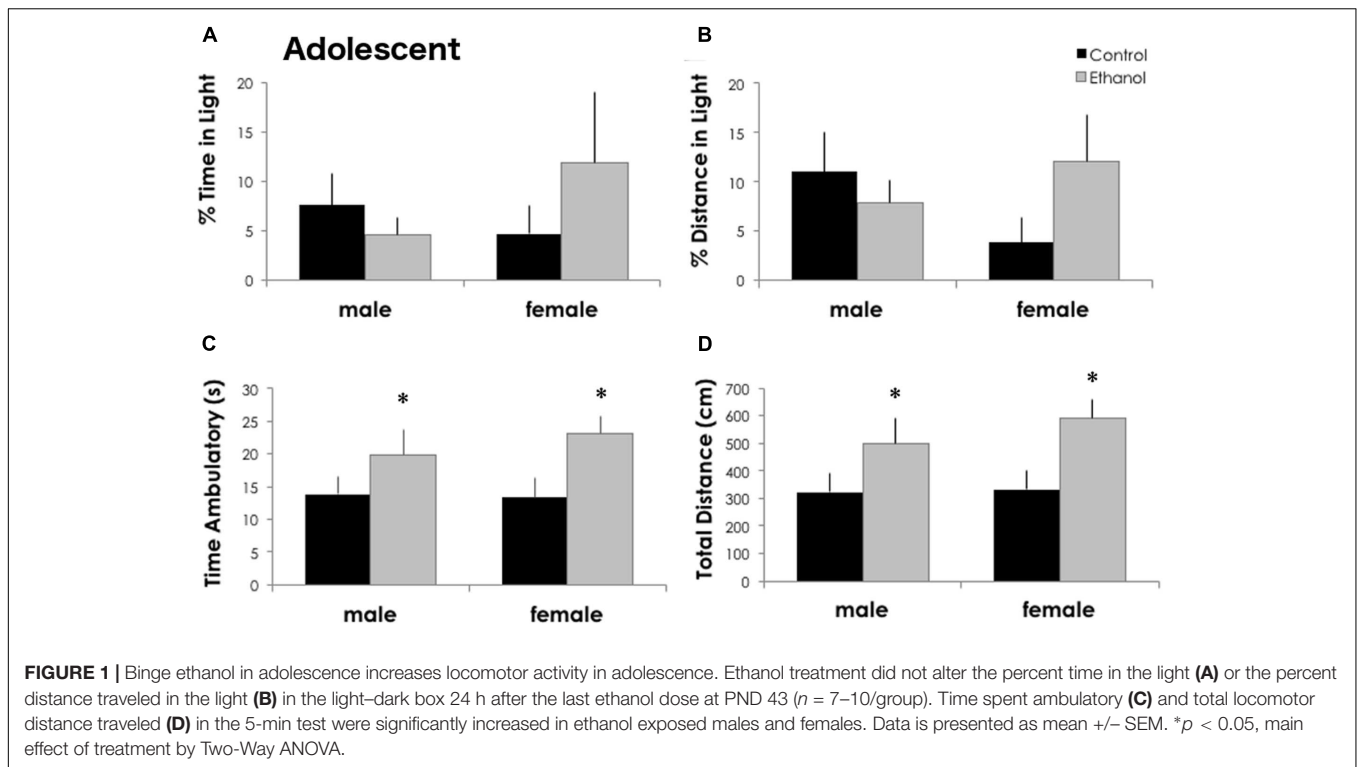 A
Adolescent
% Time in Light
20
15
10
5
0
male
female
B
Control
Ethanol
% Distance in Light
20
15
10
5
0
male
female
C
Time Ambulatory (s)
30
25
20
15
10
5
0
*
*
male
female
D
Total Distance (cm)
700
600
500
400
300
200
100
0
*
*
male
female
FIGURE 1 | Binge ethanol in adolescence increases locomotor activity in adolescence. Ethanol treatment did not alter the percent time in the light (A) or the percent
distance traveled in the light (B) in the light–dark box 24 h after the last ethanol dose at PND 43 (n = 7–10/group). Time spent ambulatory (C) and total locomotor
distance traveled (D) in the 5-min test were significantly increased in ethanol exposed males and females. Data is presented as mean +/– SEM. *p < 0.05, main
effect of treatment by Two-Way ANOVA.